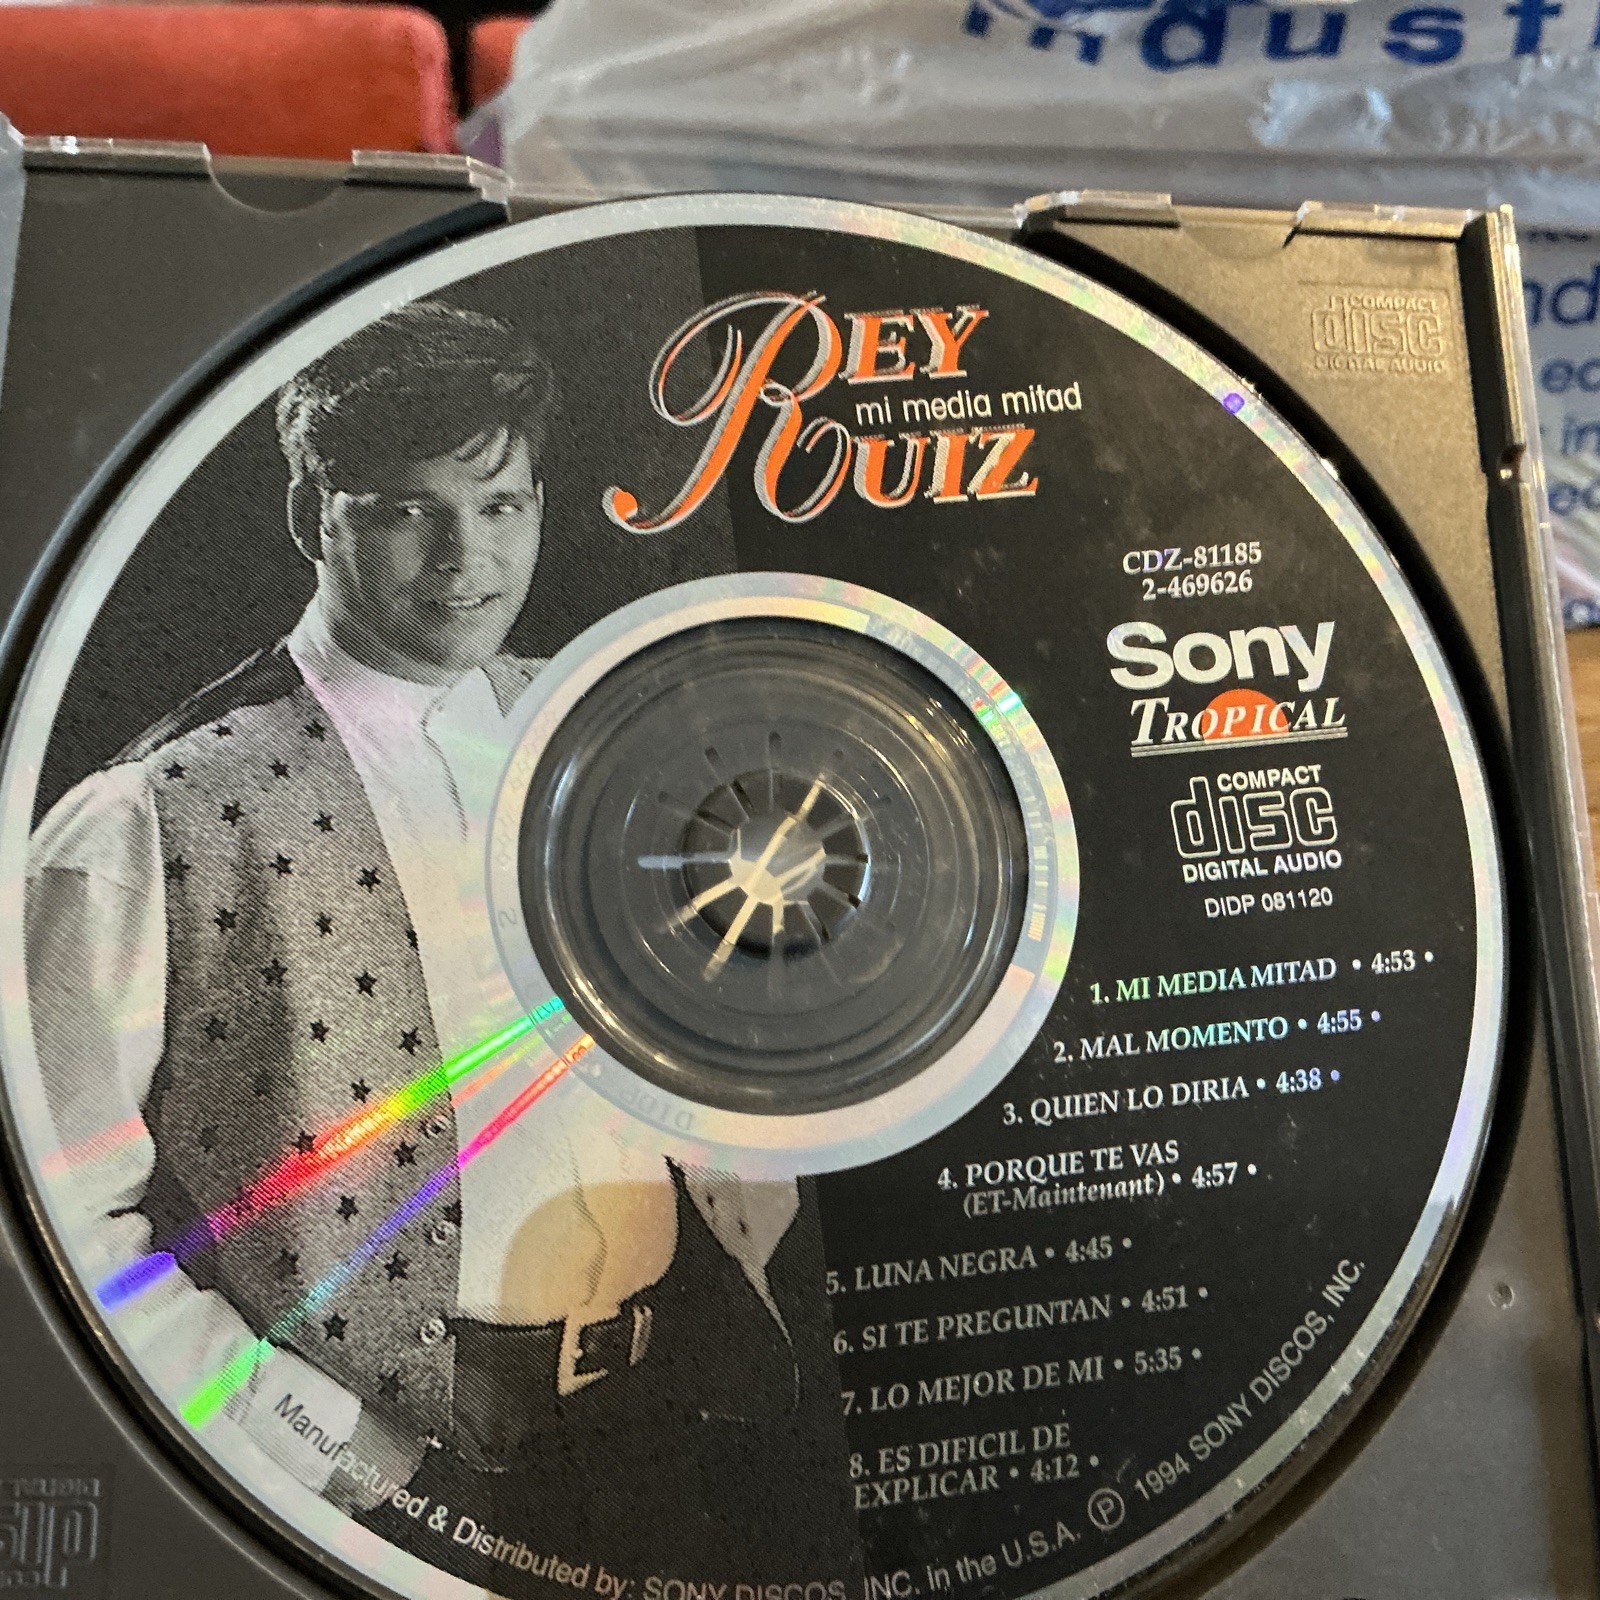 indust
REY
mi media mitad
RUIZ
CDZ-81185
2-469626
Sony
TROPICAL
COMPACT
disc
DIGITAL AUDIO
DIDP 081120
1. MI MEDIA MITAD • 4:53 •
2. MAL MOMENTO • 4:55 •
3. QUIEN LO DIRIA • 4:38 •
4. PORQUE TE VAS
(ET-Maintenant) • 4:57 •
5. LUNA NEGRA • 4:45 •
6. SI TE PREGUNTAN • 4:51 •
7. LO MEJOR DE MI • 5:35 •
8. ES DIFICIL DE
EXPLICAR • 4:12 •
Manufactured & Distributed by: SONY DISCOS, INC. In the U.S.A. Ⓟ 1994 SONY DISCOS, INC.
COMPACT
disc
DIGITAL AUDIO